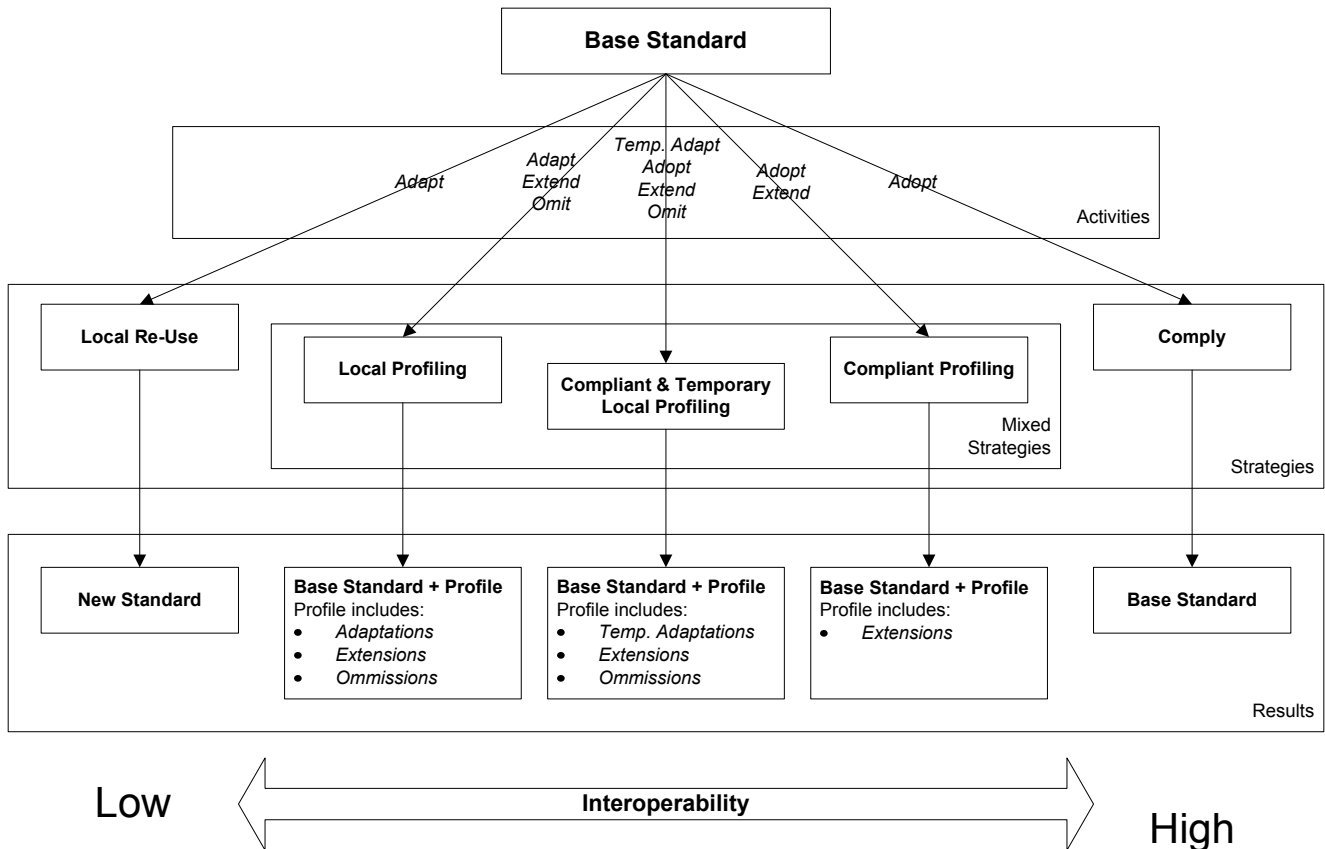 Base Standard
Adapt
Adapt
Extend
Omit
Temp. Adapt
Adopt
Extend
Omit
Adopt
Extend
Adopt
Activities
Local Re-Use
Local Profiling
Compliant & Temporary
Local Profiling
Compliant Profiling
Comply
Mixed
Strategies
Strategies
New Standard
Base Standard + Profile
Profile includes:
• Adaptations
• Extensions
• Ommissions
Base Standard + Profile
Profile includes:
• Temp. Adaptations
• Extensions
• Ommissions
Base Standard + Profile
Profile includes:
• Extensions
Base Standard
Results
Low
Interoperability
High